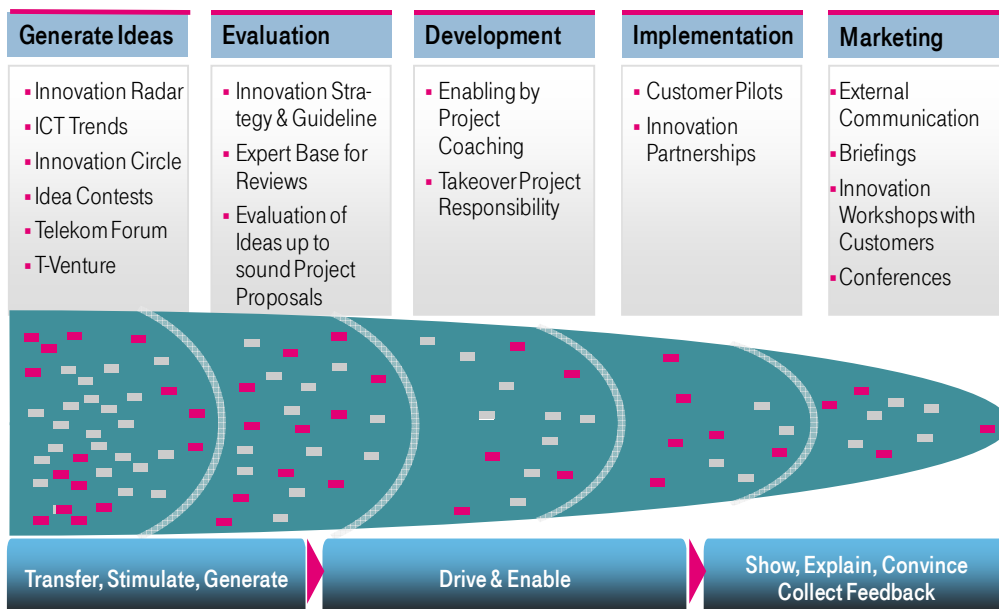 Generate Ideas
Innovation Radar
ICT Trends
Innovation Circle
Idea Contests
Telekom Forum
T-Venture
Evaluation
Innovation Stra-
tegy & Guideline
Expert Base for
Reviews
Evaluation of
Ideas up to
sound Project
Proposals
Development
Enabling by
Project
Coaching
Takeover Project
Responsibility
Implementation
Customer Pilots
Innovation
Partnerships
Marketing
External
Communication
Briefings
Innovation
Workshops with
Customers
Conferences
Transfer, Stimulate, Generate
Drive & Enable
Show, Explain, Convince
Collect Feedback